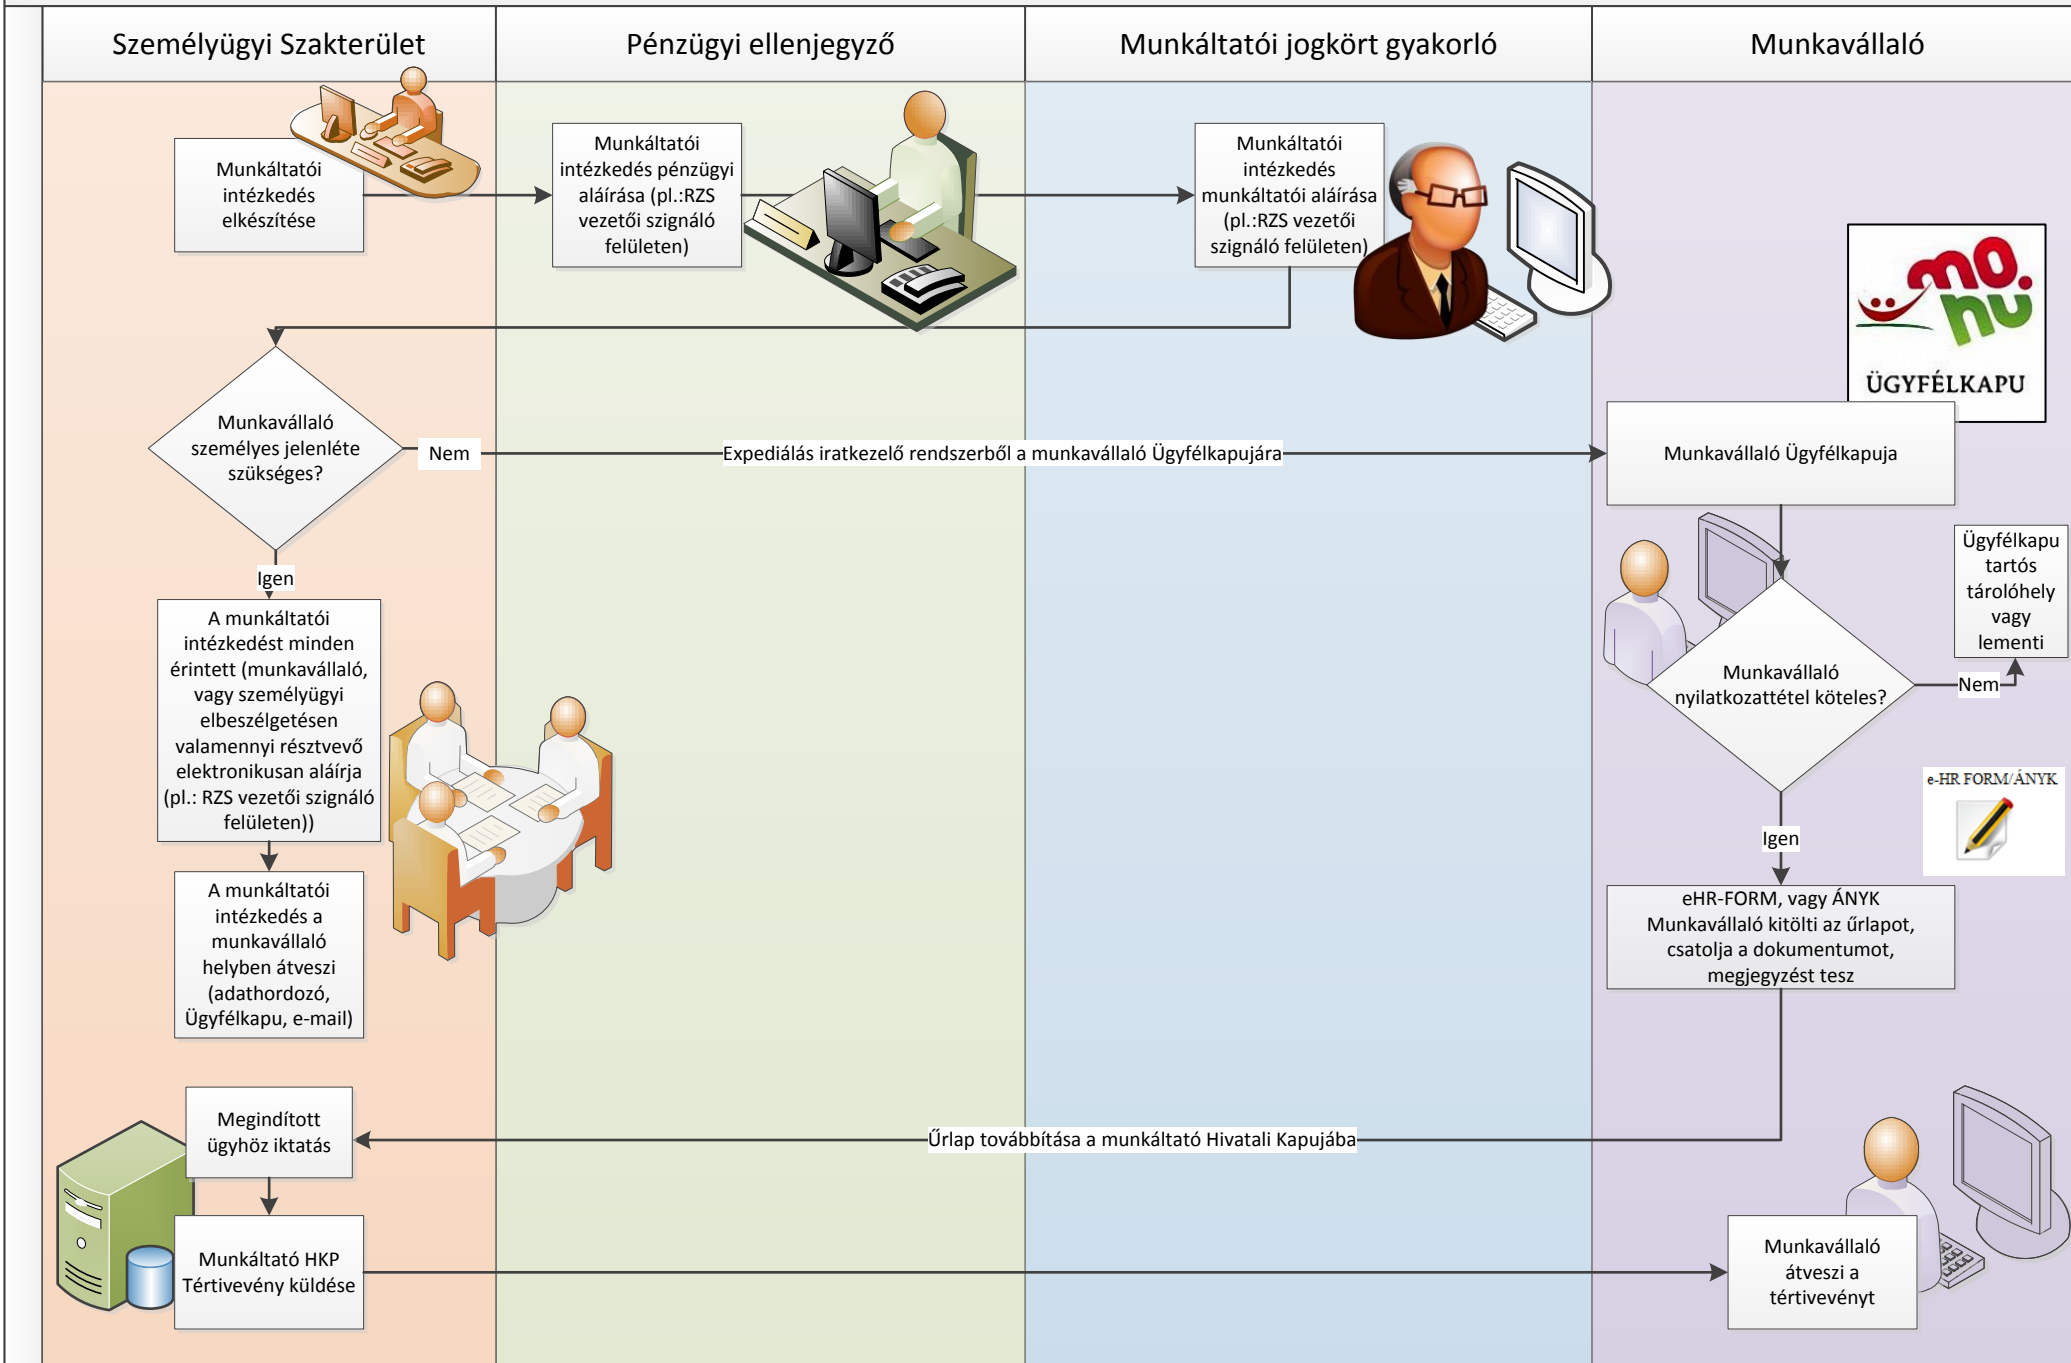 Személyügyi Szakterület
Pénzügyi ellenjegyző
Munkáltatói jogkört gyakorló
Munkavállaló
Munkáltatói
intézkedés
elkészítése
Munkáltatói
intézkedés pénzügyi
aláírása (pl.:RZS
vezetői szignáló
felületen)
Munkáltatói
intézkedés
munkáltatói aláírása
(pl.:RZS vezetői
szignáló felületen)
mo.
hu
ÜGYFÉLKAPU
Munkavállaló
személyes jelenléte
szükséges?
Nem
Expediálás iratkezelő rendszerből a munkavállaló Ügyfélkapujára
Munkavállaló Ügyfélkapuja
Igen
Ügyfélkapu
tartós
tárolóhely
vagy
lementi
Munkavállaló
nyilatkozattétel köteles?
Nem
A munkáltatói
intézkedést minden
érintett (munkavállaló,
vagy személyügyi
elbeszélgetésen
valamennyi résztvevő
elektronikusan aláírja
(pl.: RZS vezetői szignáló
felületen))
e-HR FORM/ÁNYK
Igen
A munkáltatói
intézkedés a
munkavállaló
helyben átveszi
(adathordozó,
Ügyfélkapu, e-mail)
eHR-FORM, vagy ÁNYK
Munkavállaló kitölti az űrlapot,
csatolja a dokumentumot,
megjegyzést tesz
Megindított
ügyhöz iktatás
Űrlap továbbítása a munkáltató Hivatali Kapujába
Munkáltató HKP
Tértivevény küldése
Munkavállaló
átveszi a
tértivevényt